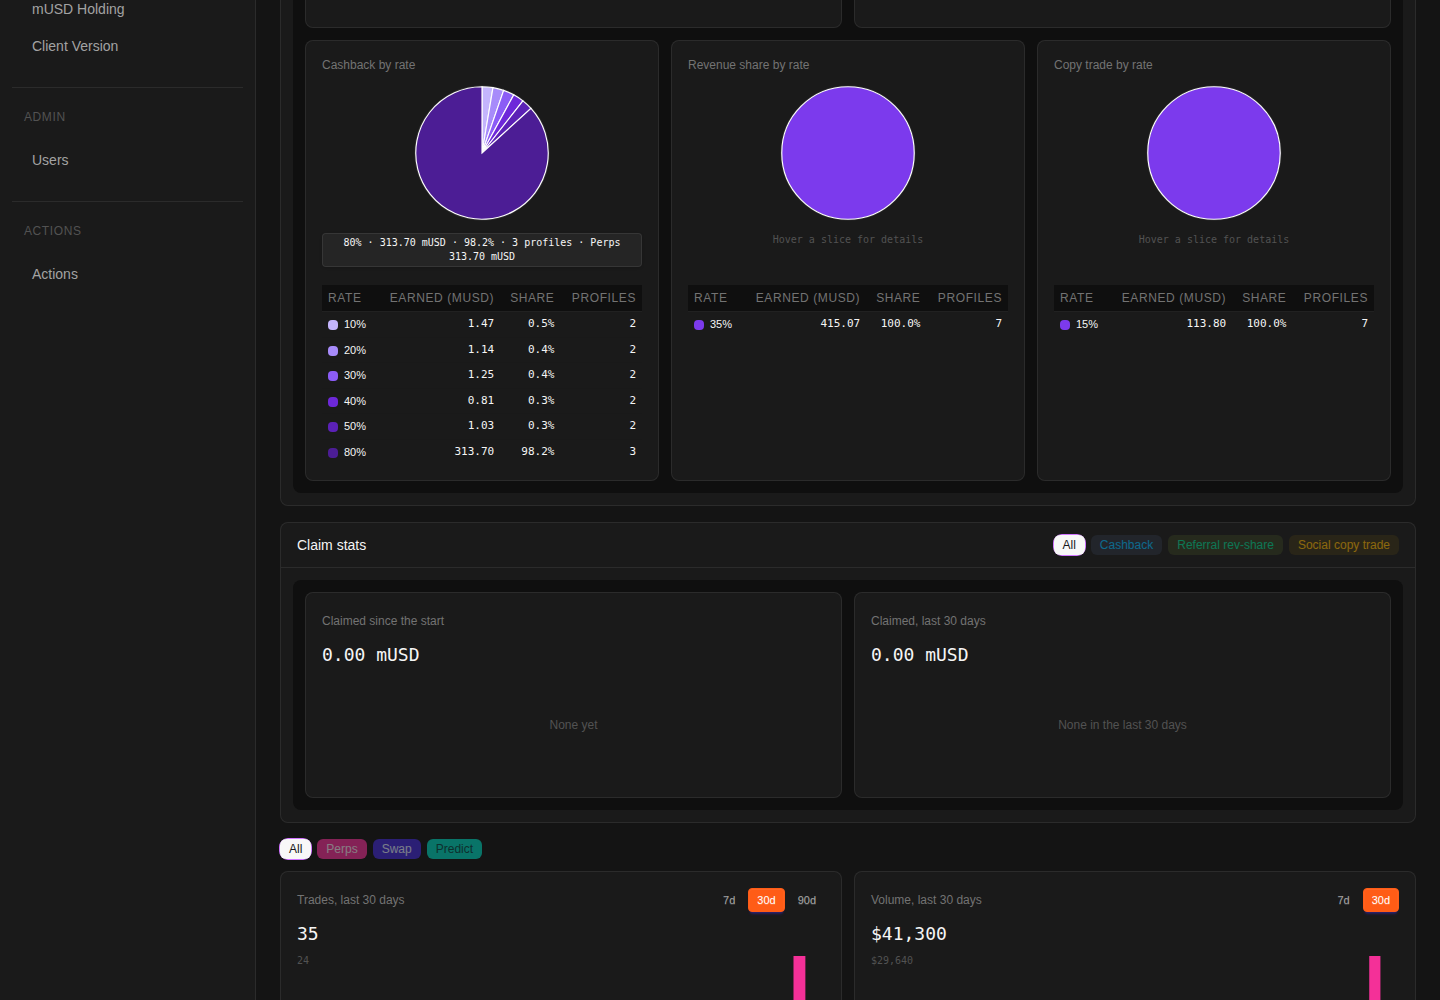 mUSD Holding
Client Version
ADMIN
Users
ACTIONS
Actions
Cashback by rate
80% · 313.70 mUSD · 98.2% · 3 profiles · Perps
313.70 mUSD
RATE EARNED (MUSD) SHARE PROFILES
10% 1.47 0.5% 2
20% 1.14 0.4% 2
30% 1.25 0.4% 2
40% 0.81 0.3% 2
50% 1.03 0.3% 2
80% 313.70 98.2% 3
Revenue share by rate
Hover a slice for details
RATE EARNED (MUSD) SHARE PROFILES
35% 415.07 100.0% 7
Copy trade by rate
Hover a slice for details
RATE EARNED (MUSD) SHARE PROFILES
15% 113.80 100.0% 7
Claim stats
All Cashback Referral rev-share Social copy trade
Claimed since the start
0.00 mUSD
None yet
Claimed, last 30 days
0.00 mUSD
None in the last 30 days
All Perps Swap Predict
Trades, last 30 days 7d 30d 90d
35
24
Volume, last 30 days 7d 30d
$41,300
$29,640